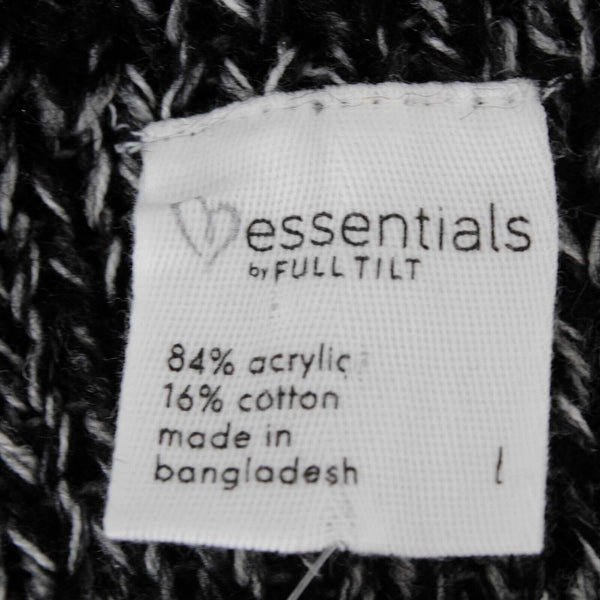 essentials
by FULL TILT
84% acrylic
16% cotton
made in
bangladesh
l